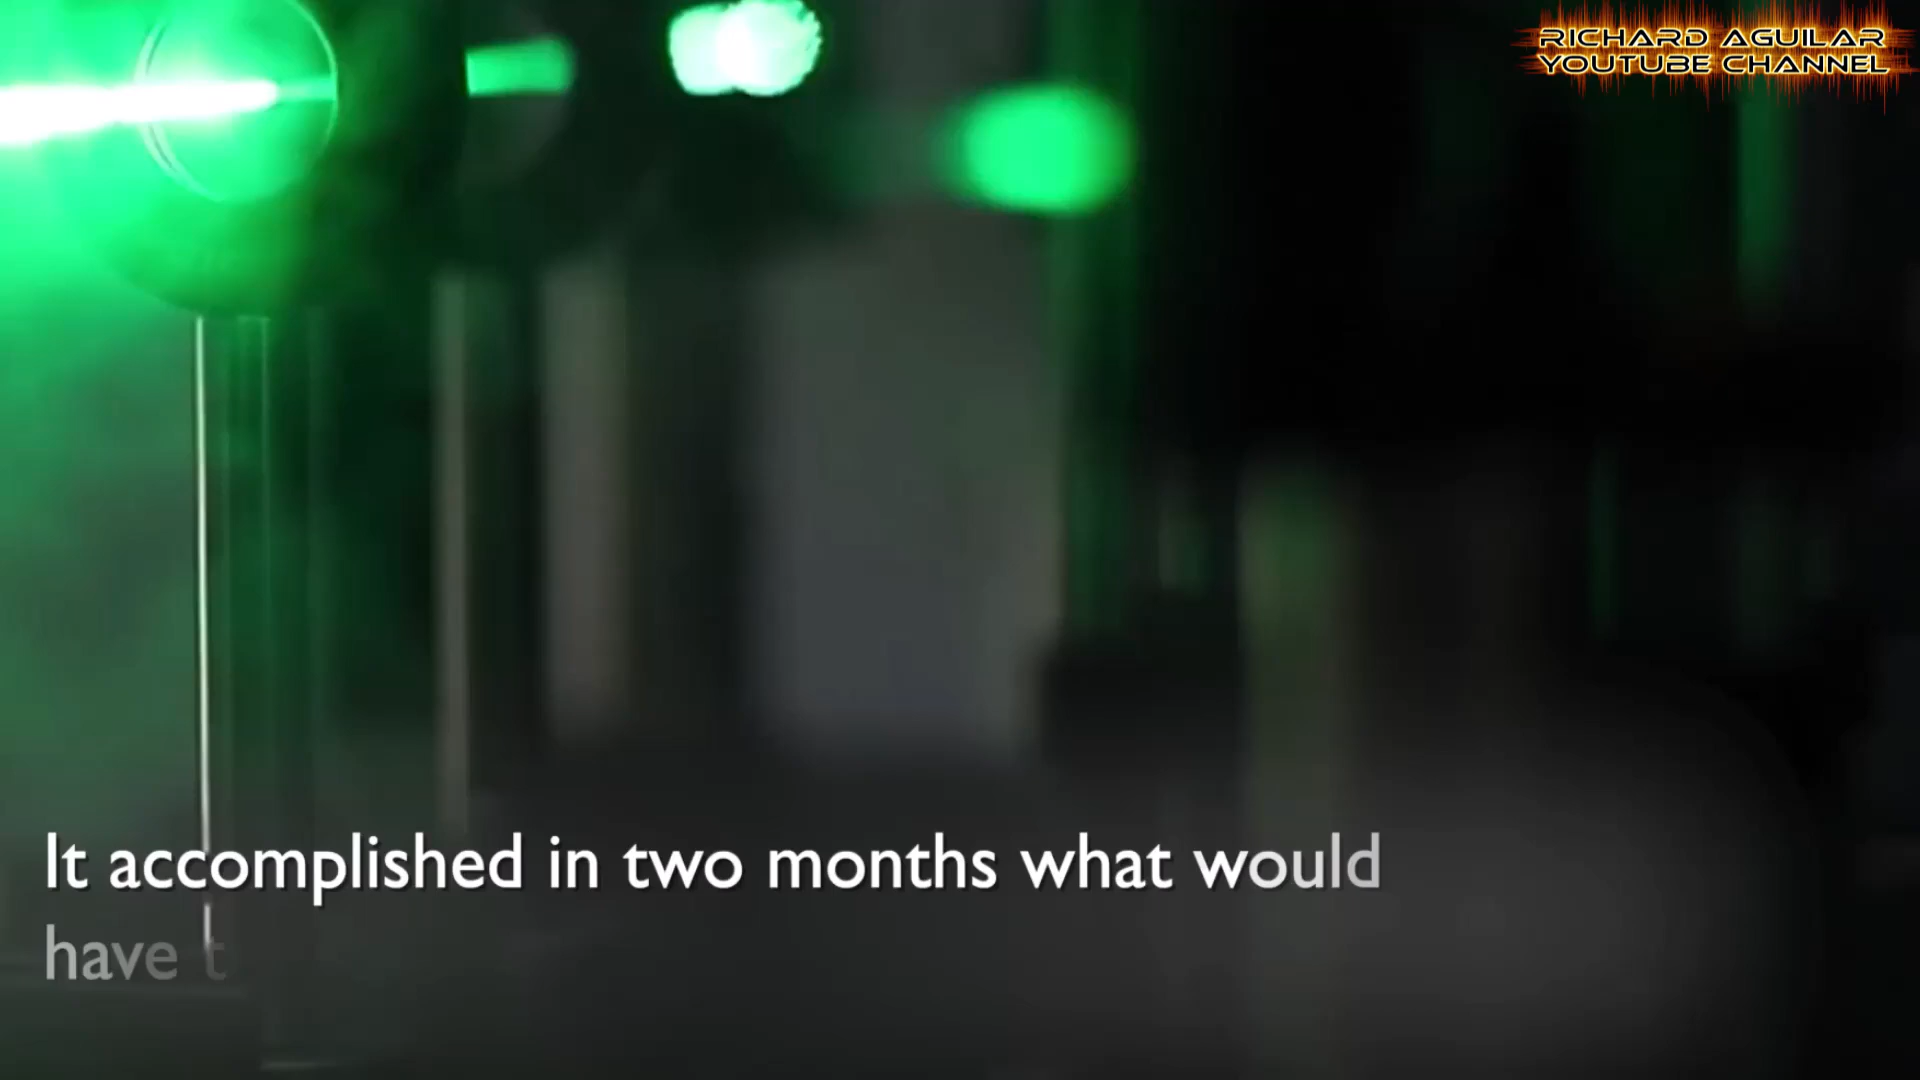 RICHARD AGUILAR
YOUTUBE CHANNEL
It accomplished in two months what would
have t